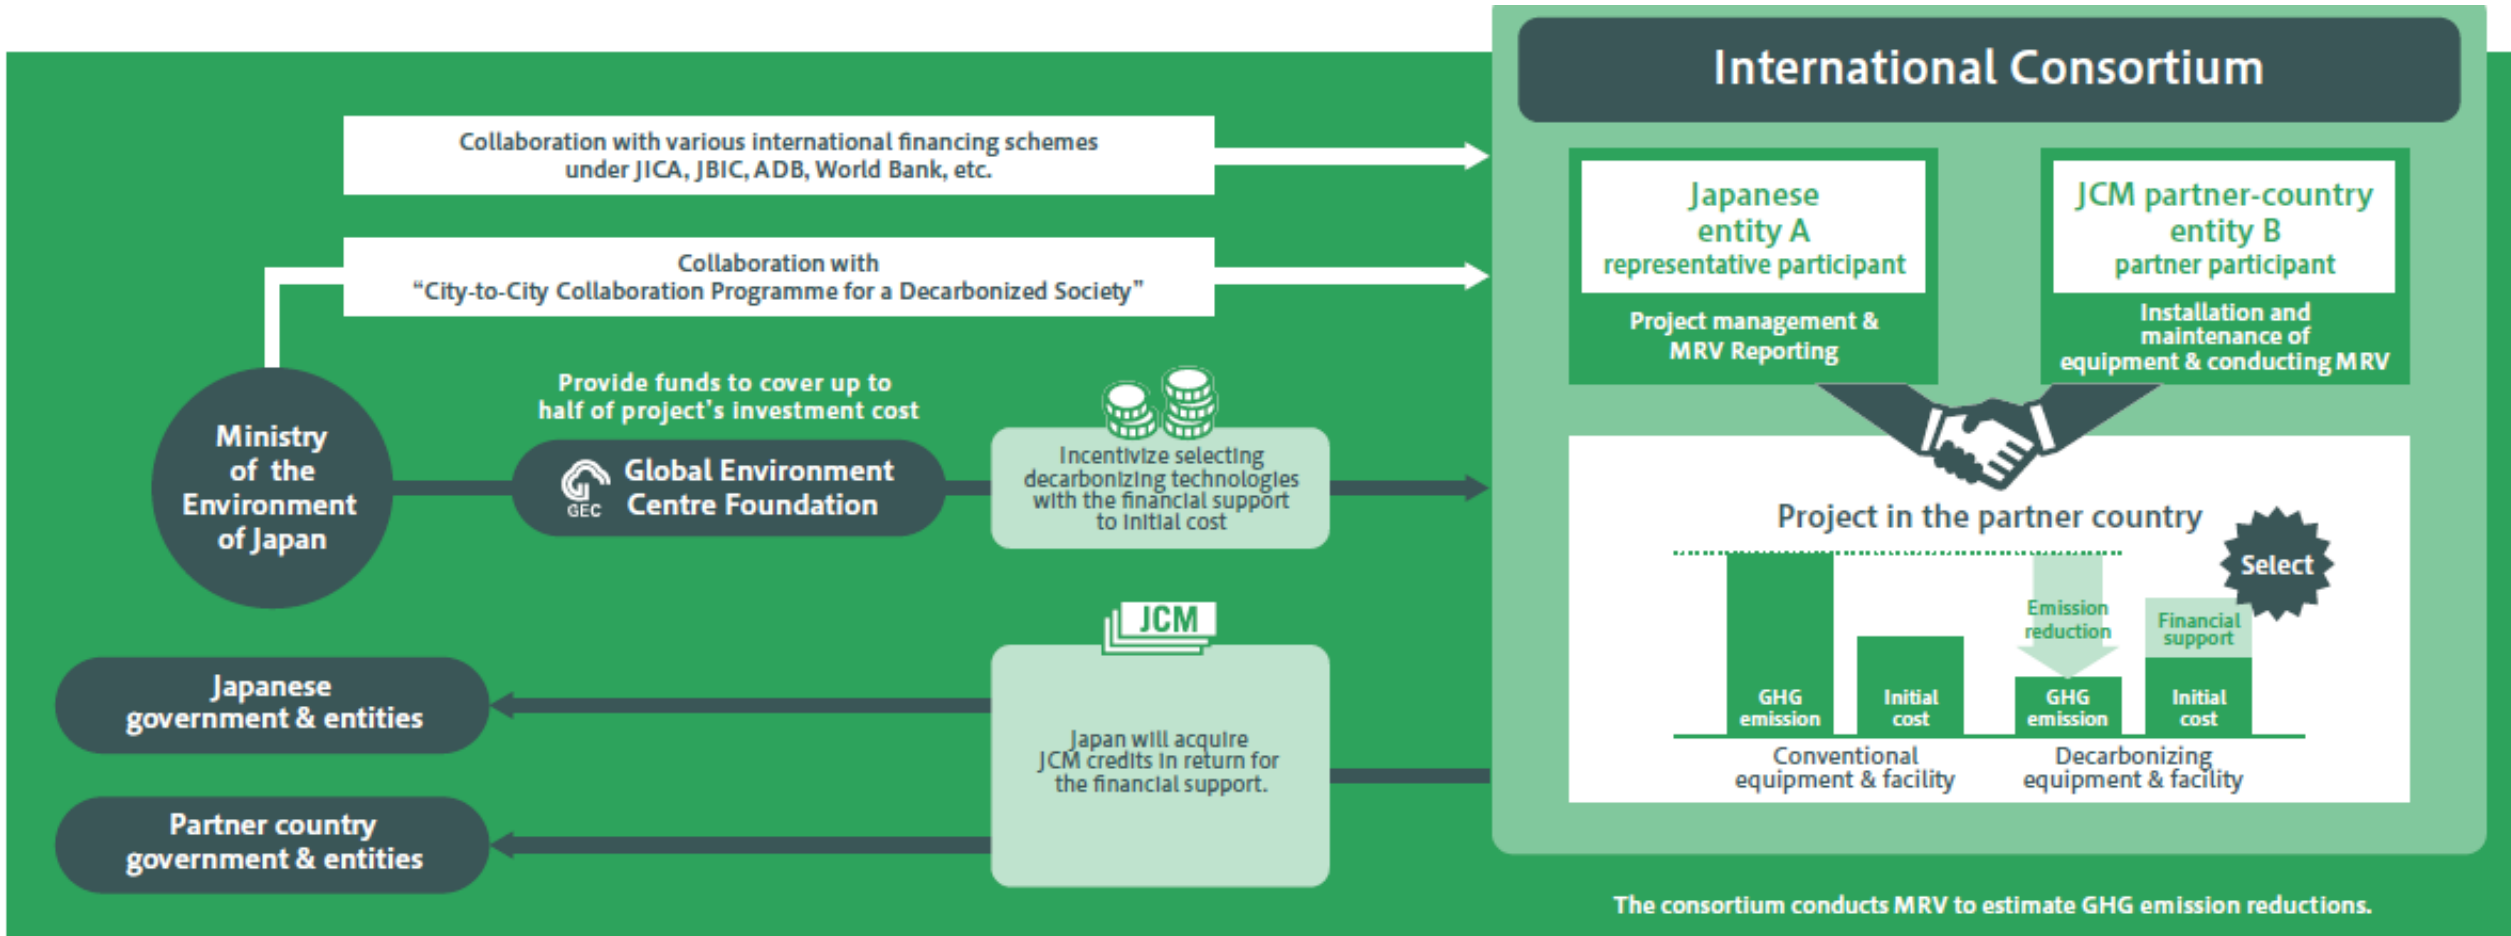 International Consortium
Collaboration with various international financing schemes
under JICA, JBIC, ADB, World Bank, etc.
Collaboration with
“City-to-City Collaboration Programme for a Decarbonized Society”
Japanese
entity A
representative participant
Project management &
MRV Reporting
JCM partner-country
entity B
partner participant
Installation and
maintenance of
equipment & conducting MRV
Ministry
of the
Environment
of Japan
Provide funds to cover up to
half of project's investment cost
GEC
Global Environment
Centre Foundation
Incentivize selecting
decarbonizing technologies
with the financial support
to initial cost
Project in the partner country
Select
Emission
reduction
Financial
support
GHG
emission
Initial
cost
GHG
emission
Initial
cost
Conventional
equipment & facility
Decarbonizing
equipment & facility
JCM
Japan will acquire
JCM credits in return for
the financial support.
Japanese
government & entities
Partner country
government & entities
The consortium conducts MRV to estimate GHG emission reductions.